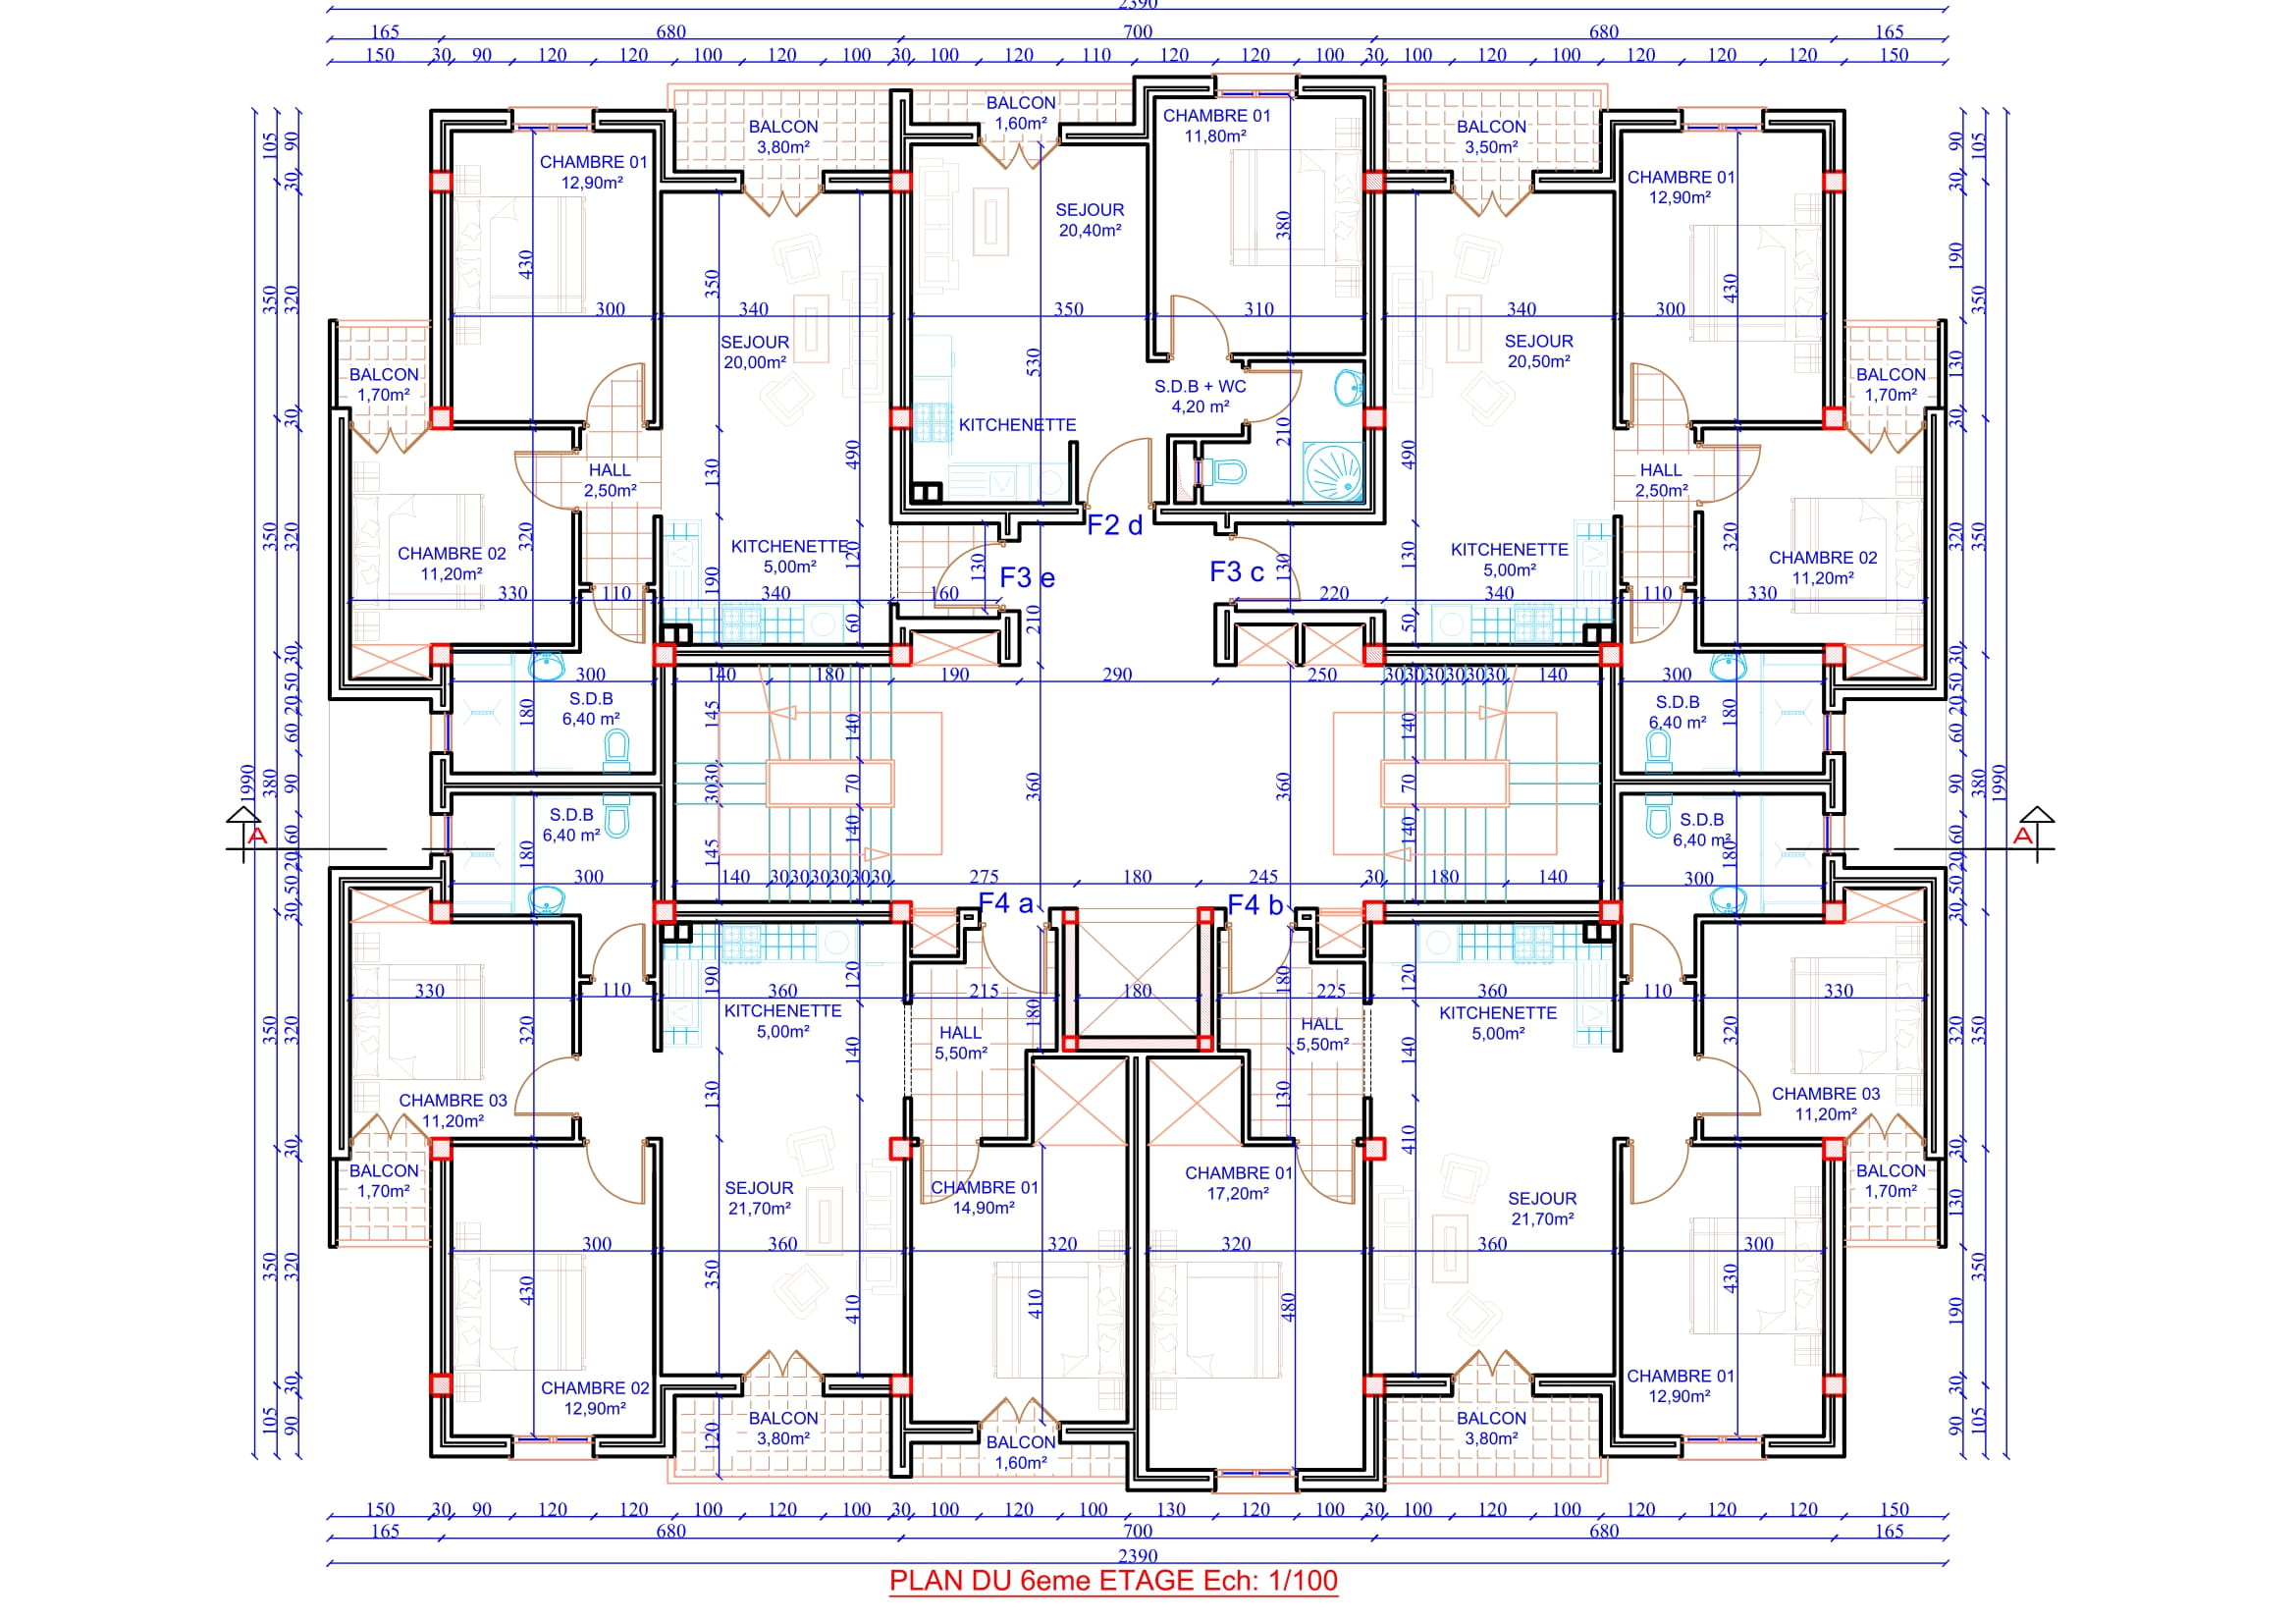 2390
165 680 700 680 165
150 30 90 120 120 100 120 100 30 100 120 110 120 120 100 30 100 120 100 120 120 120 150
BALCON
1,60m²
CHAMBRE 01
11,80m²
BALCON
3,80m²
BALCON
3,50m²
CHAMBRE 01
12,90m²
CHAMBRE 01
12,90m²
SEJOUR
20,40m²
105 90
30
90 105
30
430
350
380
190
430
300 340 350 310 340 300
350 320
350
SEJOUR
20,00m²
SEJOUR
20,50m²
530
130
BALCON
1,70m²
S.D.B + WC
4,20 m²
BALCON
1,70m²
KITCHENETTE
30
210
30
HALL
2,50m²
130
490
490
HALL
2,50m²
F2 d
350 320
320
CHAMBRE 02
11,20m²
KITCHENETTE
5,00m²
120
130
F3 e
F3 c
130
130
KITCHENETTE
5,00m²
320
CHAMBRE 02
11,20m²
320 350
330 110 190 340 160 220 340 110 330
60
210
50
30
30
300 140 180 190 290 250 30 30 30 30 30 30 140 300
50
20
S.D.B
6,40 m²
180
145
140
140
S.D.B
6,40 m²
180
50
20
60
60
1990 380 90
30 30
70
360
360
70
90 380 1990
A
S.D.B
6,40 m²
180
145
140
140
S.D.B
6,40 m²
180
A
60
60
20
20
50
300 140 30 30 30 30 30 30 275 180 245 30 180 140 300
50
30
F4 a
F4 b
30
330 110 190 360 120 215 180 180 225 120 360 110 330
KITCHENETTE
5,00m²
180
KITCHENETTE
5,00m²
350 320
320
HALL
5,50m²
140
HALL
5,50m²
140
320
320 350
CHAMBRE 03
11,20m²
130
130
CHAMBRE 03
11,20m²
30
410
30
BALCON
1,70m²
SEJOUR
21,70m²
CHAMBRE 01
14,90m²
CHAMBRE 01
17,20m²
SEJOUR
21,70m²
BALCON
1,70m²
130
300 360 320 320 360 300
350 320
430
350
410
410
480
430
190 350
CHAMBRE 02
12,90m²
CHAMBRE 01
12,90m²
30
30
105 90
120
BALCON
3,80m²
BALCON
1,60m²
BALCON
3,80m²
90 105
150 30 90 120 120 100 120 100 30 100 120 100 130 120 100 30 100 120 100 120 120 120 150
165 680 700 680 165
2390
PLAN DU 6eme ETAGE Ech: 1/100